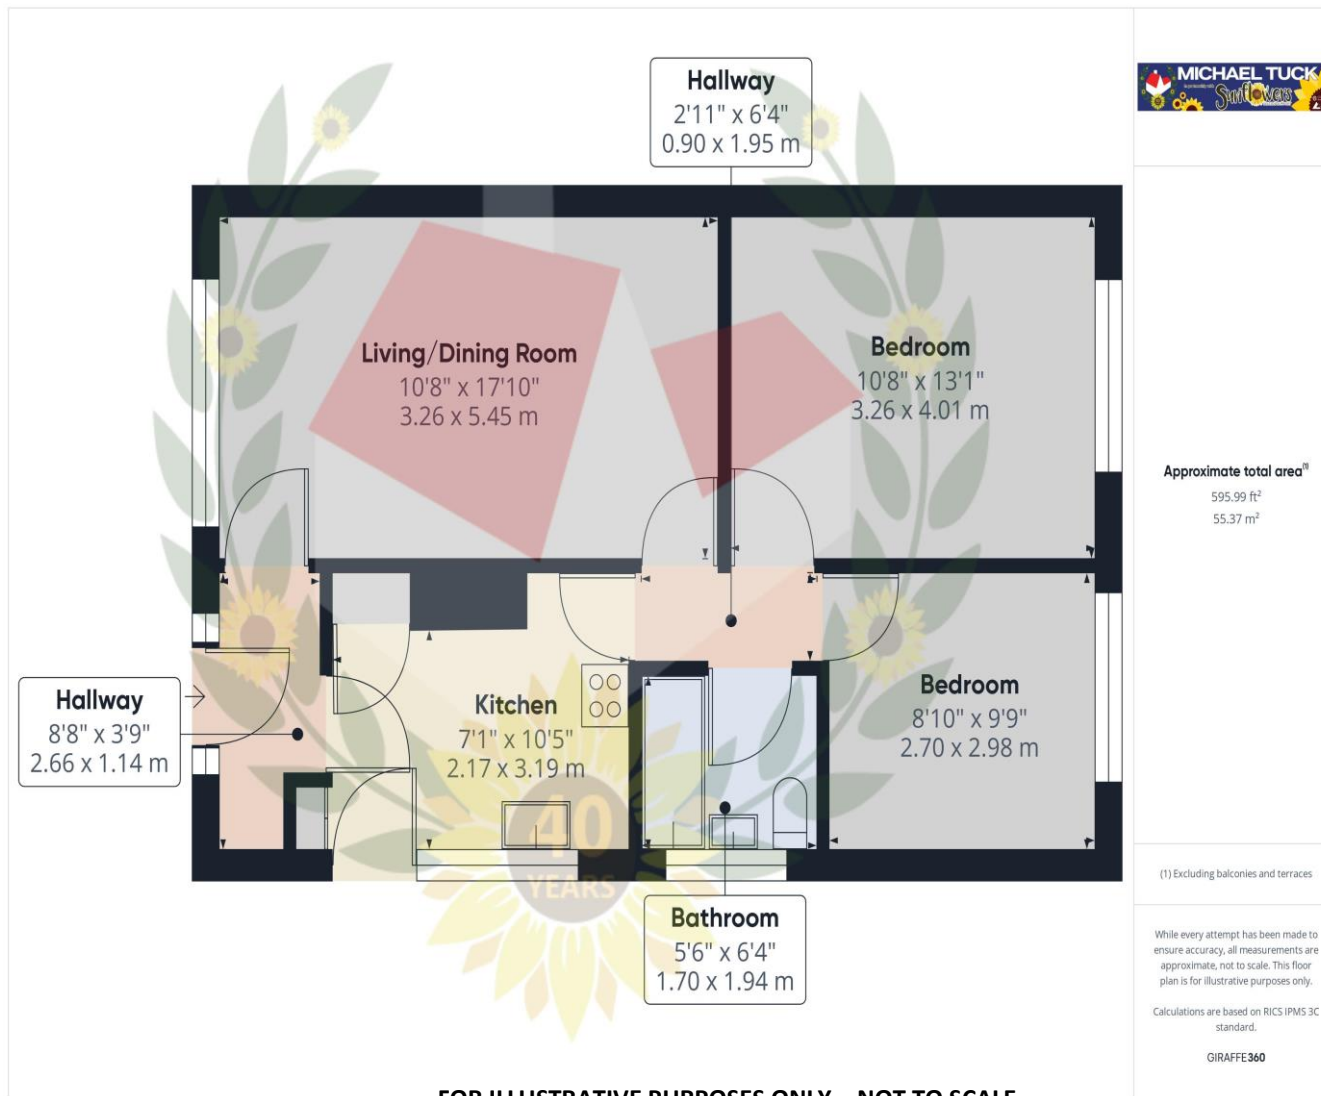 Hallway
2'11" x 6'4"
0.90 x 1.95 m
MICHAEL TUCK
Sunflowers
Living/Dining Room
10'8" x 17'10"
3.26 x 5.45 m
Bedroom
10'8" x 13'1"
3.26 x 4.01 m
Approximate total area(1)
595.99 ft²
55.37 m²
Hallway
8'8" x 3'9"
2.66 x 1.14 m
Kitchen
7'1" x 10'5"
2.17 x 3.19 m
Bedroom
8'10" x 9'9"
2.70 x 2.98 m
40
YEARS
Bathroom
5'6" x 6'4"
1.70 x 1.94 m
(1) Excluding balconies and terraces
While every attempt has been made to
ensure accuracy, all measurements are
approximate, not to scale. This floor
plan is for illustrative purposes only.
Calculations are based on RICS IPMS 3C
standard.
GIRAFFE360
FOR ILLUSTRATIVE PURPOSES ONLY – NOT TO SCALE